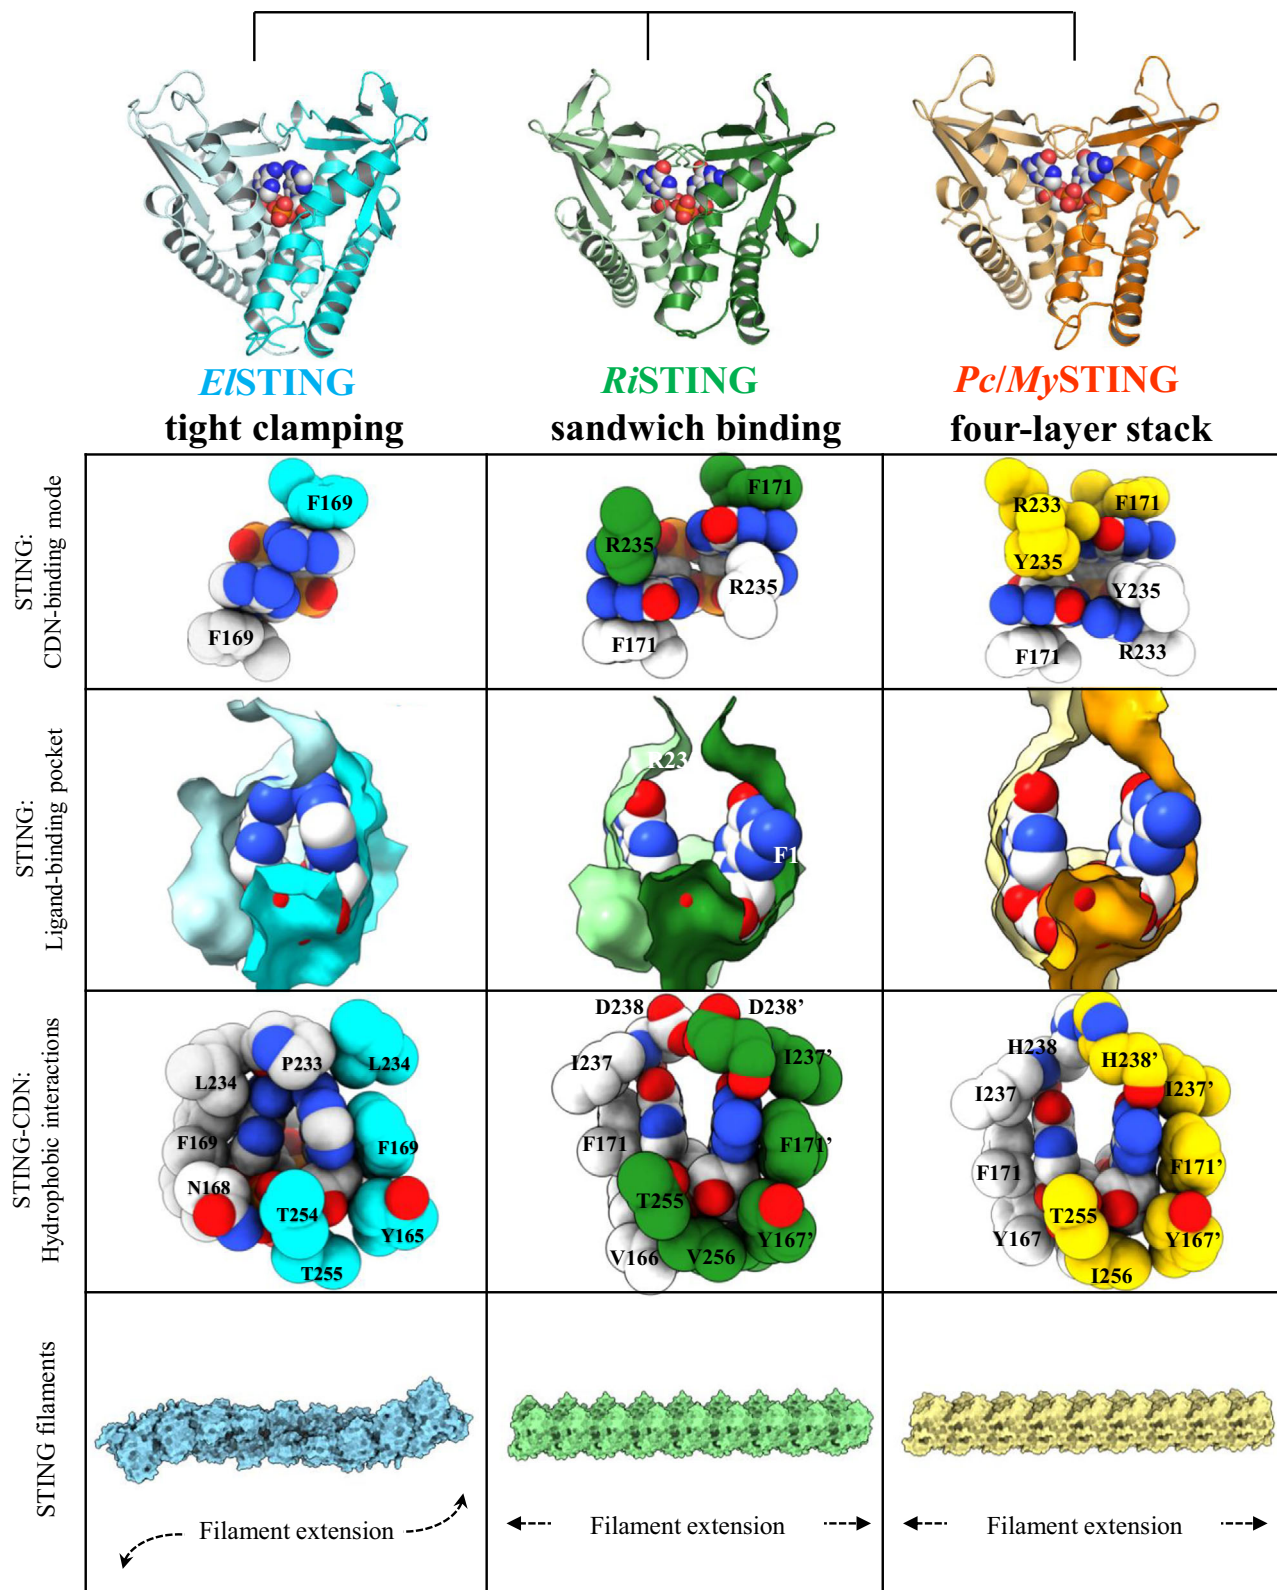 ElSTING
tight clamping
RiSTING
sandwich binding
Pc/MySTING
four-layer stack
STING:
CDN-binding mode
F169
F169
F171
R235
R235
F171
R233
F171
Y235
Y235
F171
R233
STING:
Ligand-binding pocket
R23
F1
STING-CDN:
Hydrophobic interactions
P233
L234
L234
F169
F169
N168
T254
Y165
T255
D238
D238’
I237
I237’
F171
F171’
T255
V166
V256
Y167’
H238
H238’
I237
I237’
F171
F171’
T255
Y167
Y167’
I256
STING filaments
Filament extension
Filament extension
Filament extension